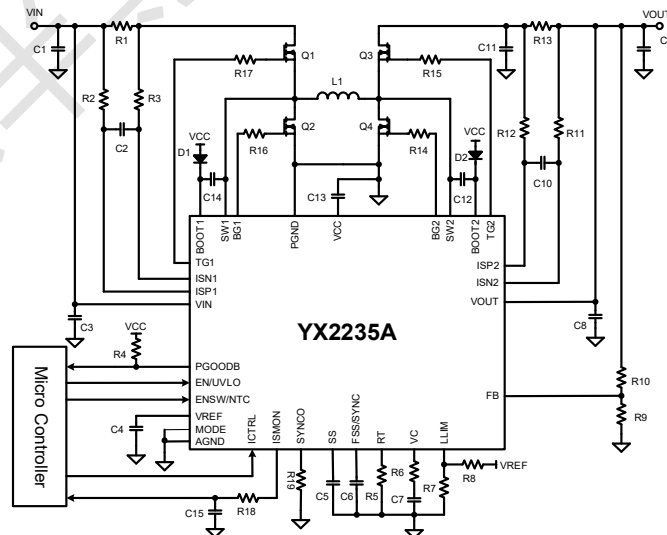 VIN
VOUT
C1
R1
Q1
Q3
C11
R13
C
R17
R15
R2
R3
L1
R12
R11
C2
Q2
Q4
VCC
R16
R14
VCC
C10
D1
D2
C14
C13
C12
BOOT1
SW1
BG1
PGND
VCC
BG2
SW2
BOOT2
TG2
TG1
ISP2
ISN1
ISN2
ISP1
VIN
VOUT
C3
C8
YX2235A
VCC
R4
Micro Controller
PGOODB
EN/UVLO
ENSW/NTC
R10
FB
VREF
C4
MODE
AGND
R9
ICTRL
ISMON
SYNCO
SS
FSS/SYNC
RT
VC
LLIM
R8
VREF
R19
C5
C6
R5
R6
C7
R7
R18
C15